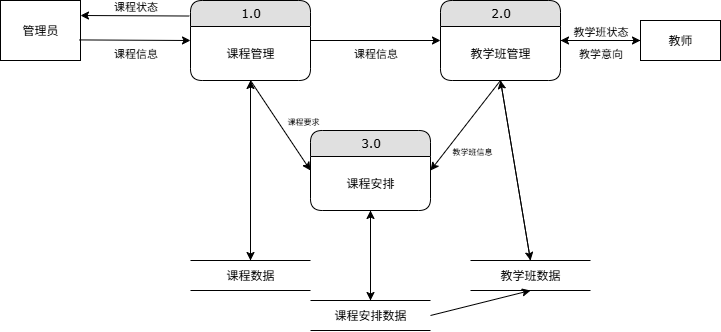 课程状态
1.0
2.0
管理员
课程信息
课程管理
课程信息
教学班管理
教学班状态
教学意向
教师
课程要求
3.0
教学班信息
课程安排
课程数据
教学班数据
课程安排数据